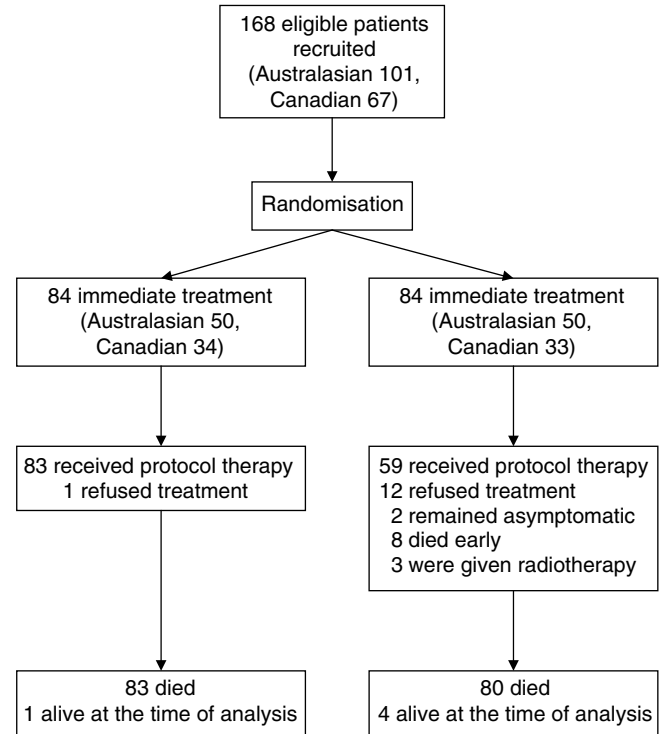 168 eligible patients
recruited
(Australasian 101,
Canadian 67)
Randomisation
84 immediate treatment
(Australasian 50,
Canadian 34)
84 immediate treatment
(Australasian 50,
Canadian 33)
83 received protocol therapy
1 refused treatment
59 received protocol therapy
12 refused treatment
2 remained asymptomatic
8 died early
3 were given radiotherapy
83 died
1 alive at the time of analysis
80 died
4 alive at the time of analysis